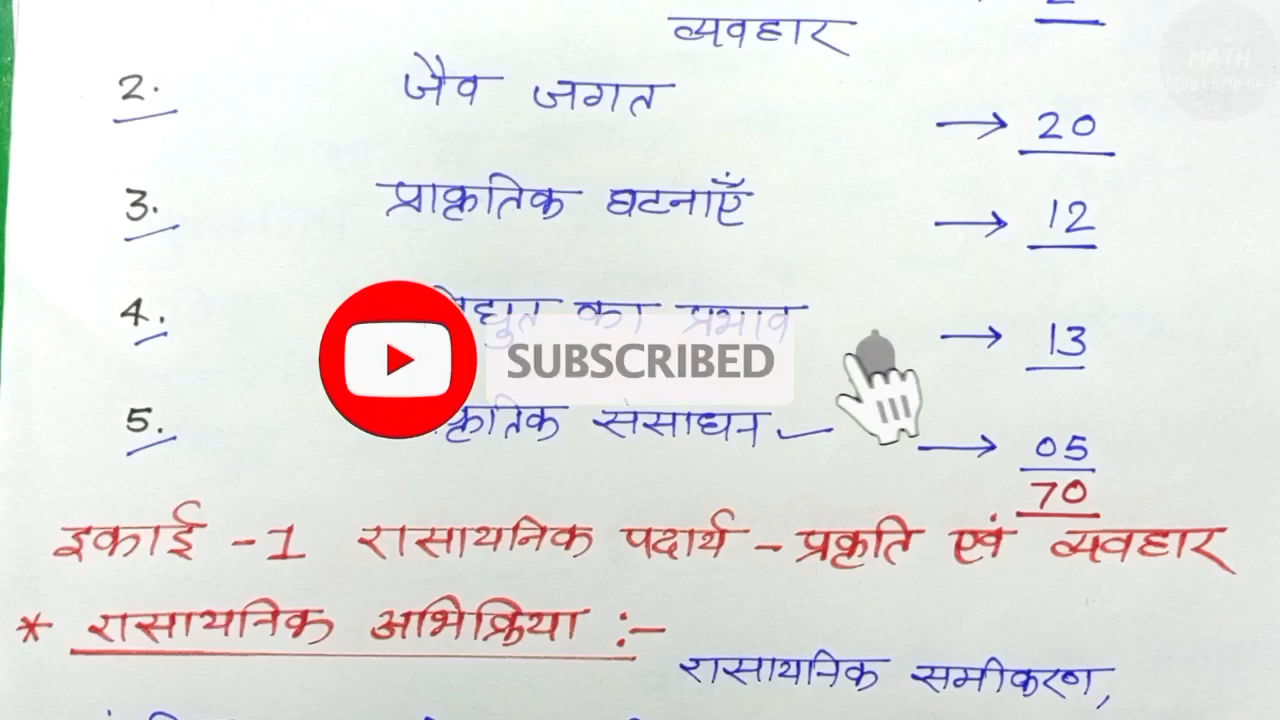 व्यवहार
2. जैव जगत → 20
3. प्राकृतिक घटनाएँ → 12
4. का प्रभाव → 13
SUBSCRIBED
5. संसाधन → 05
70
इकाई - 1 रासायनिक पदार्थ - प्रकृति एवं व्यवहार
* रासायनिक अभिक्रिया :-
रासायनिक समीकरण,
MATH